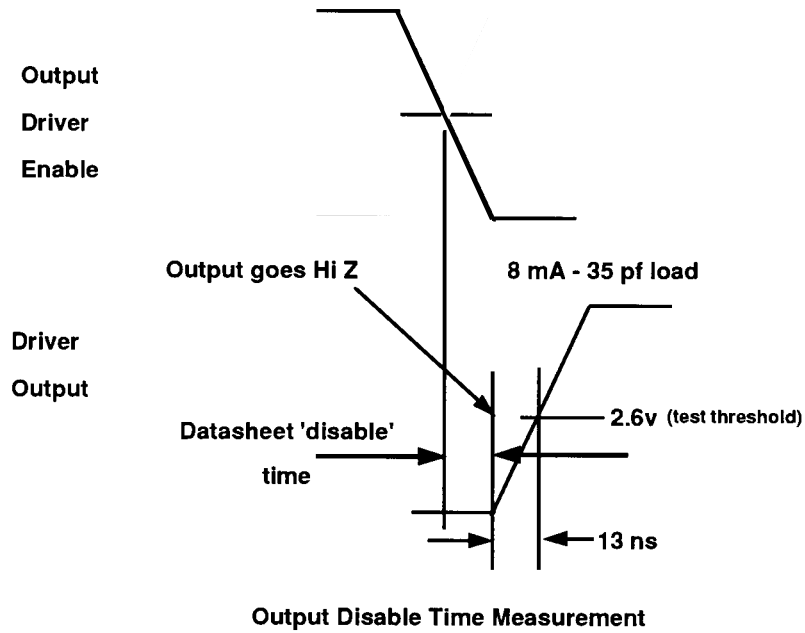 Output
Driver
Enable
Output goes Hi Z
8 mA - 35 pf load
Driver
Output
2.6v (test threshold)
Datasheet 'disable'
time
13 ns
Output Disable Time Measurement